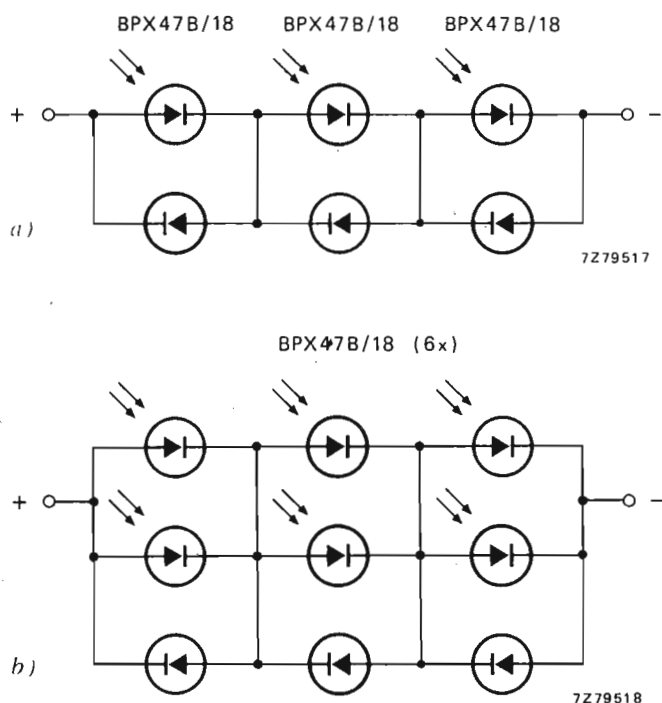 BPX47B/18 BPX47B/18 BPX47B/18
+ −
a)
7Z79517
BPX47B/18 (6x)
+ −
b)
7Z79518